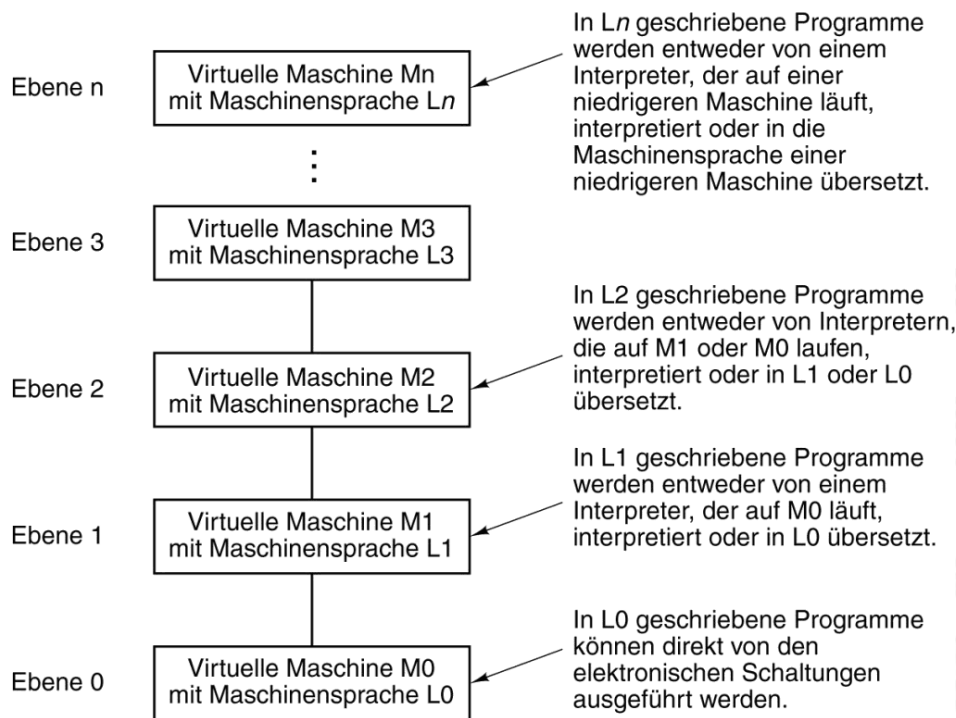 In Ln geschriebene Programme
werden entweder von einem
Interpreter, der auf einer
niedrigeren Maschine läuft,
interpretiert oder in die
Maschinensprache einer
niedrigeren Maschine übersetzt.
Ebene n
Virtuelle Maschine Mn
mit Maschinensprache Ln
⋮
Ebene 3
Virtuelle Maschine M3
mit Maschinensprache L3
In L2 geschriebene Programme
werden entweder von Interpretern,
die auf M1 oder M0 laufen,
interpretiert oder in L1 oder L0
übersetzt.
Ebene 2
Virtuelle Maschine M2
mit Maschinensprache L2
In L1 geschriebene Programme
werden entweder von einem
Interpreter, der auf M0 läuft,
interpretiert oder in L0 übersetzt.
Ebene 1
Virtuelle Maschine M1
mit Maschinensprache L1
In L0 geschriebene Programme
können direkt von den
elektronischen Schaltungen
ausgeführt werden.
Ebene 0
Virtuelle Maschine M0
mit Maschinensprache L0